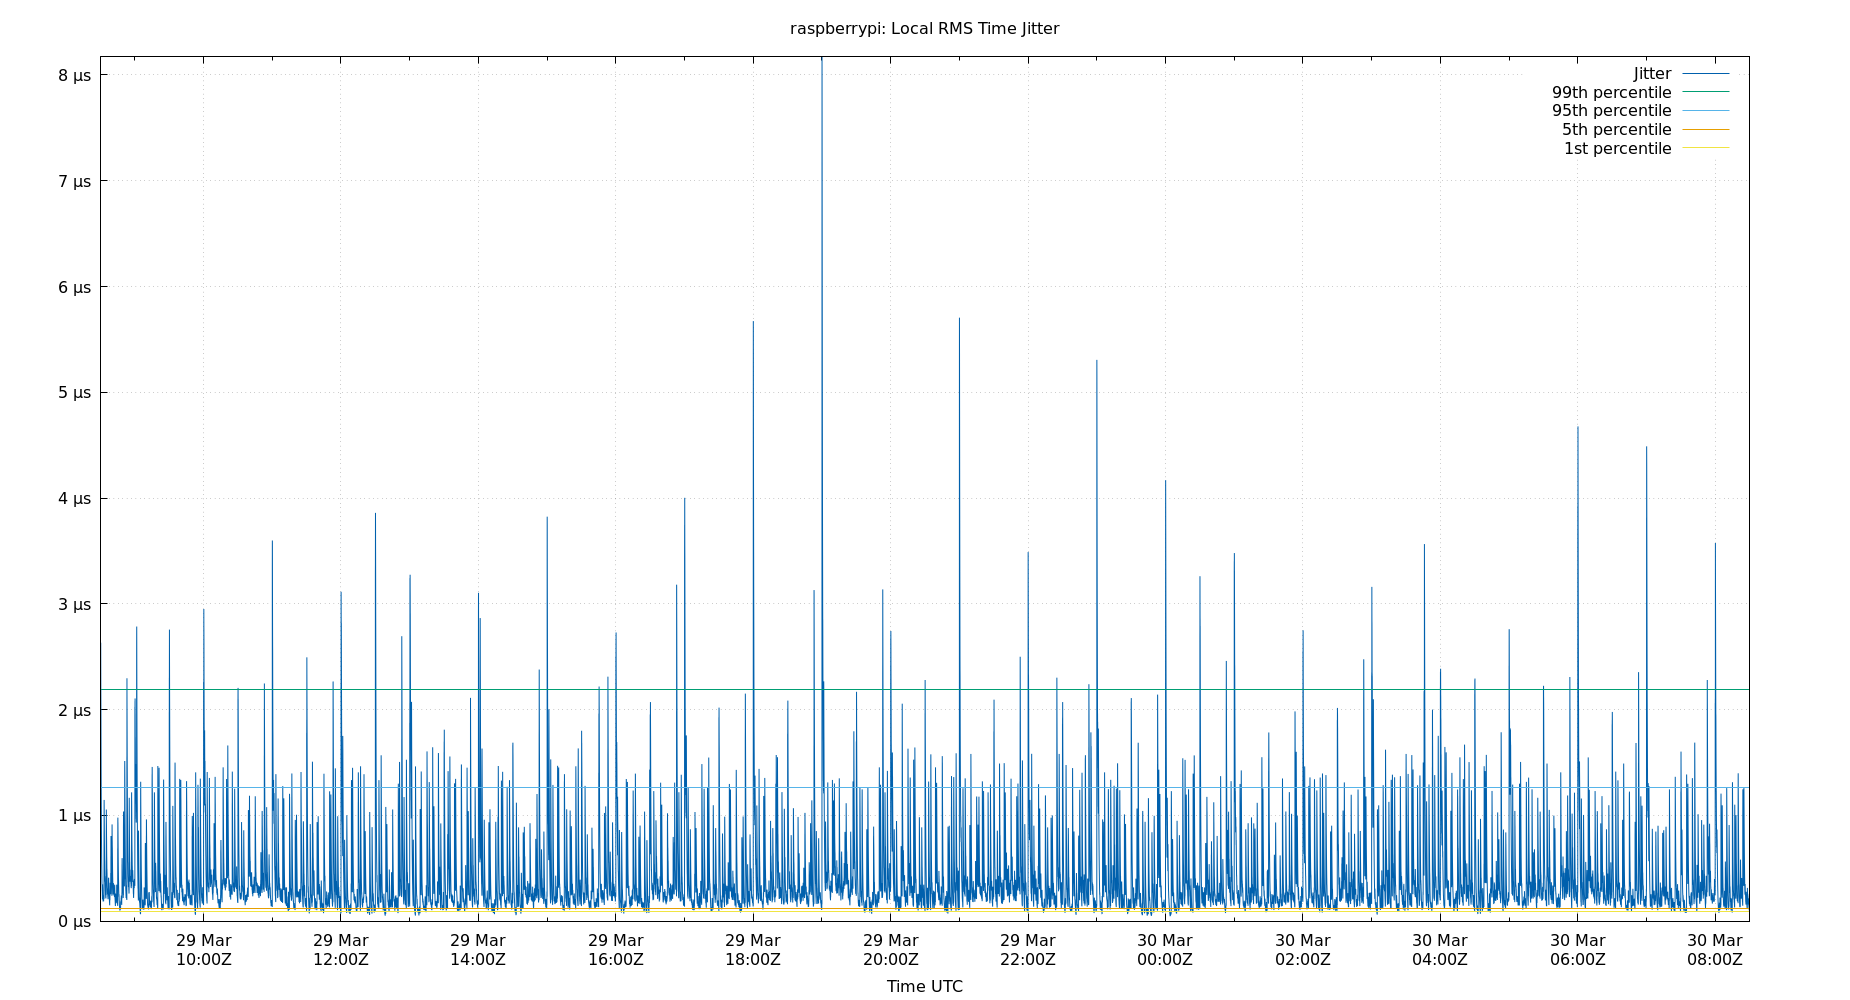 raspberrypi: Local RMS Time Jitter
8 µs
7 µs
6 µs
5 µs
4 µs
3 µs
2 µs
1 µs
0 µs
Jitter
99th percentile
95th percentile
5th percentile
1st percentile
29 Mar
10:00Z
29 Mar
12:00Z
29 Mar
14:00Z
29 Mar
16:00Z
29 Mar
18:00Z
29 Mar
20:00Z
29 Mar
22:00Z
30 Mar
00:00Z
30 Mar
02:00Z
30 Mar
04:00Z
30 Mar
06:00Z
30 Mar
08:00Z
Time UTC